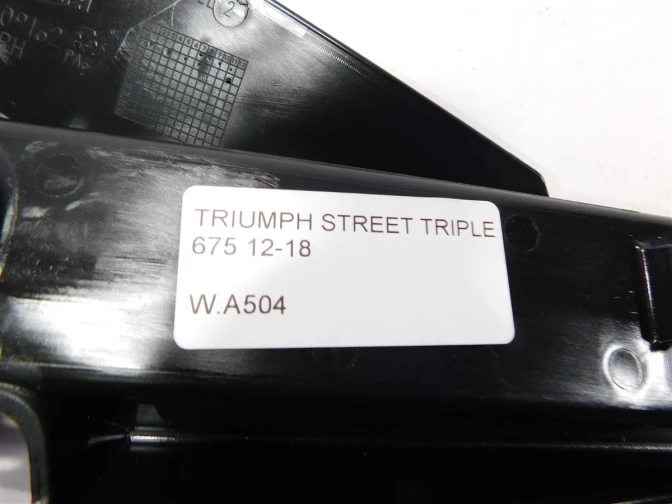 TRIUMPH STREET TRIPLE
675 12-18
W.A504